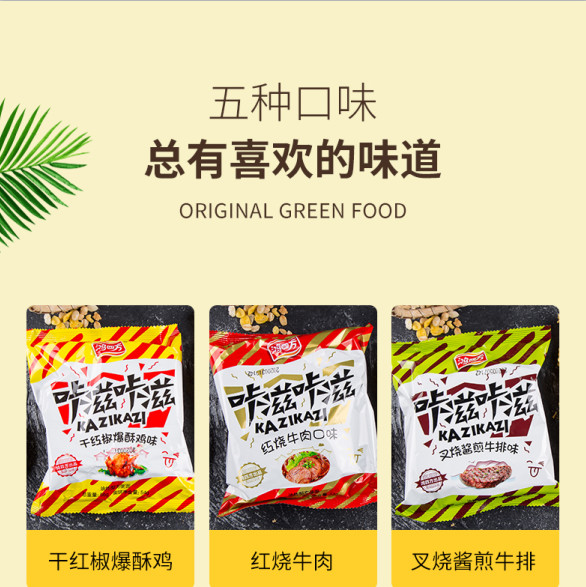 五种口味
总有喜欢的味道
ORIGINAL GREEN FOOD
咔滋咔滋
KAZIKAZI
干红椒爆酥鸡味
咔滋咔滋
KAZIKAZI
红烧牛肉口味
咔滋咔滋
KAZIKAZI
叉烧酱煎牛排味
干红椒爆酥鸡
红烧牛肉
叉烧酱煎牛排